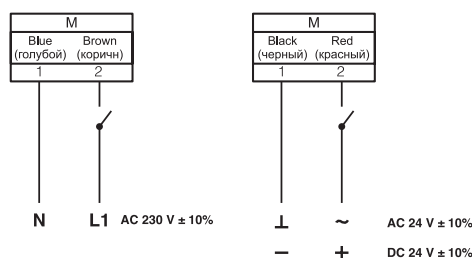 M
Blue Brown
(голубой) (коричн)
1 2
N L1 AC 230 V ± 10%
M
Black Red
(черный) (красный)
1 2
⊥ ~ AC 24 V ± 10%
− + DC 24 V ± 10%